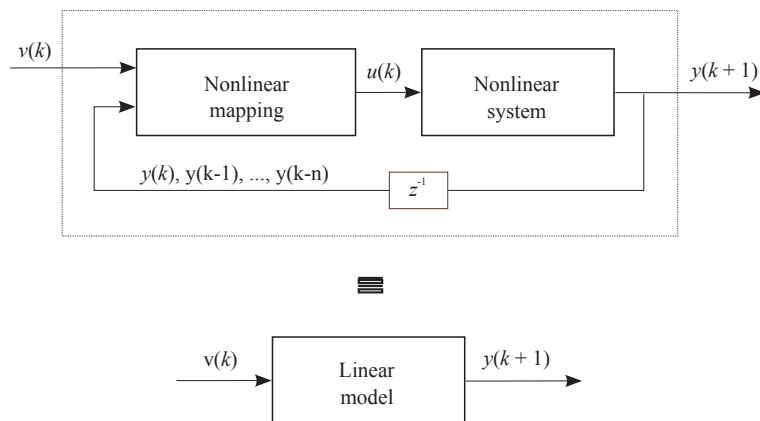 v(k)
Nonlinear
mapping
u(k)
Nonlinear
system
y(k + 1)
y(k), y(k-1), ..., y(k-n)
z⁻¹
≡
v(k)
Linear
model
y(k + 1)